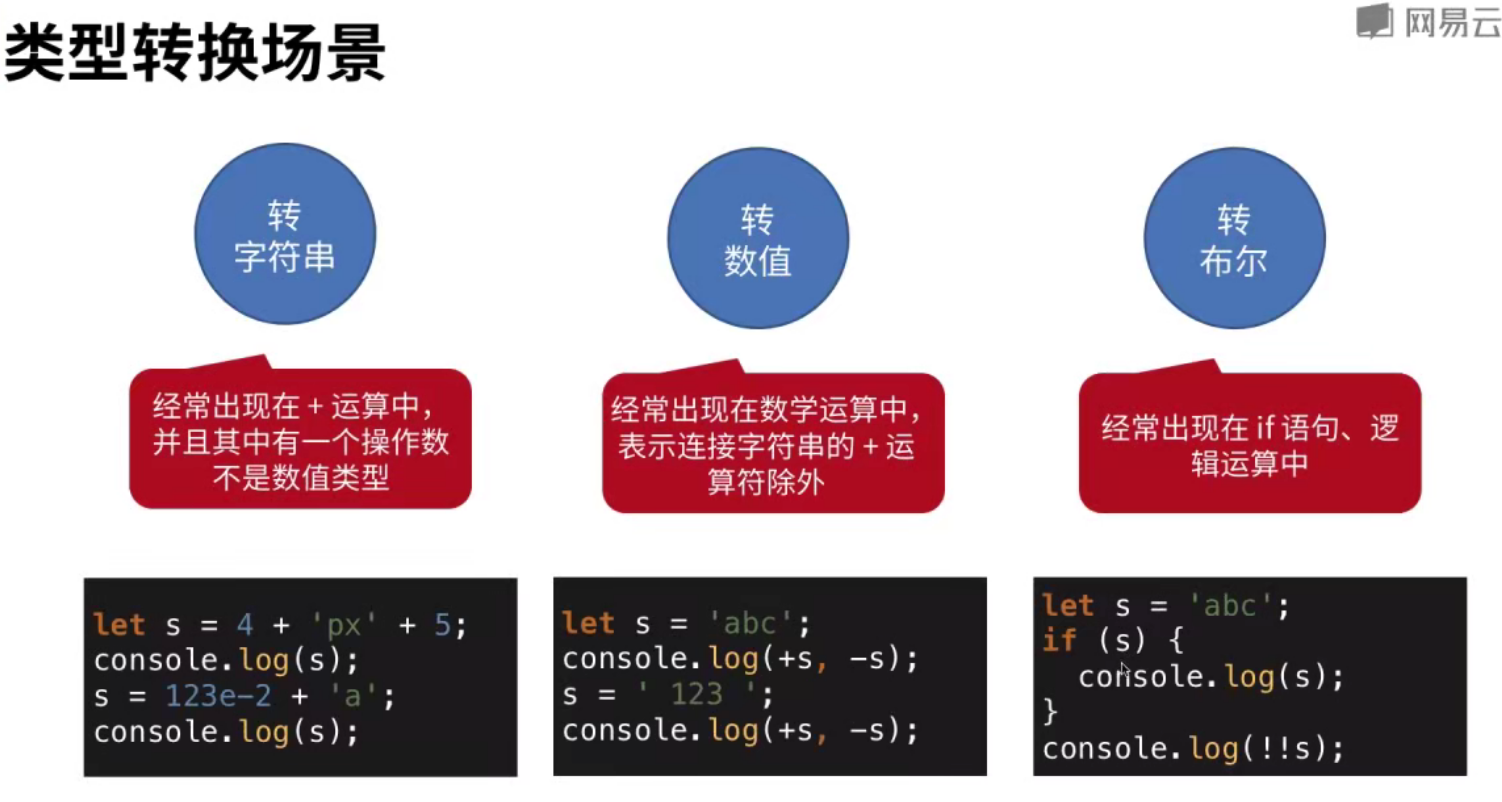 类型转换场景
网易云
转
字符串
转
数值
转
布尔
经常出现在 + 运算中，
并且其中有一个操作数
不是数值类型
经常出现在数学运算中，
表示连接字符串的 + 运
算符除外
经常出现在 if 语句、逻
辑运算中
let s = 4 + 'px' + 5;
console.log(s);
s = 123e-2 + 'a';
console.log(s);
let s = 'abc';
console.log(+s, -s);
s = ' 123 ';
console.log(+s, -s);
let s = 'abc';
if (s) {
  console.log(s);
}
console.log(!!s);